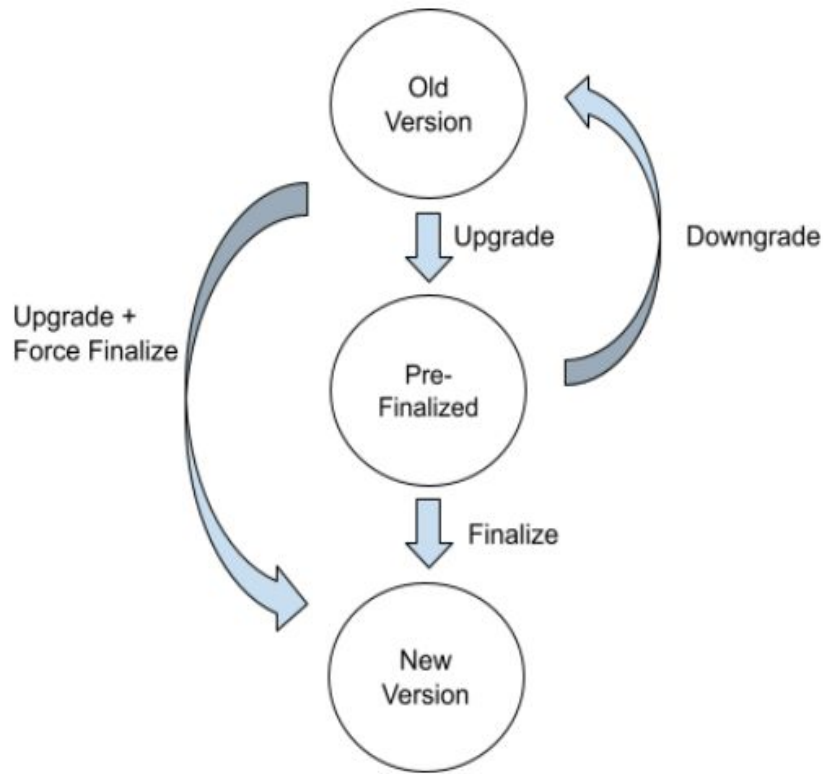 Old
Version
Upgrade
Downgrade
Upgrade +
Force Finalize
Pre-
Finalized
Finalize
New
Version